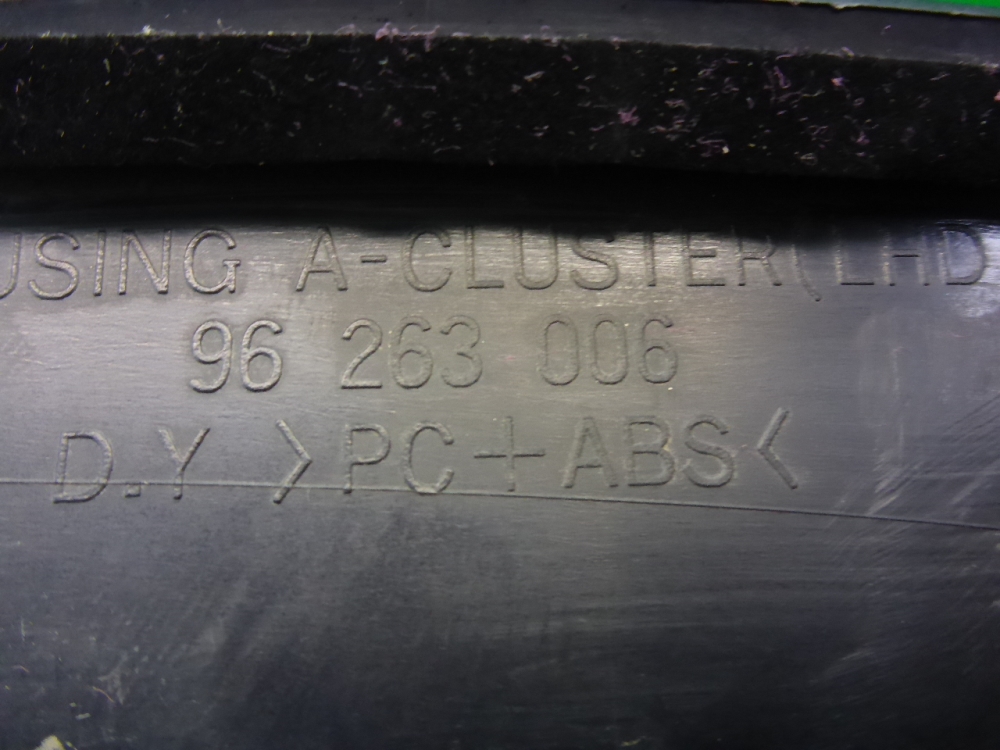 USING A-CLUSTER(LHD
96 263 006
D.Y >PC+ABS<